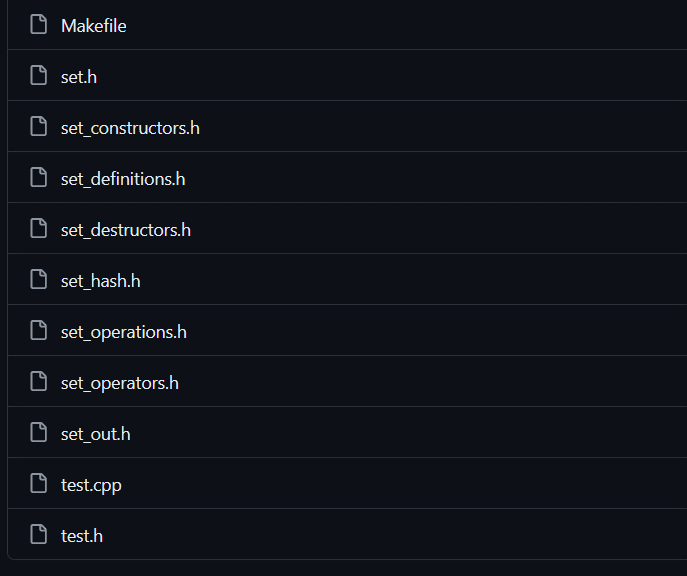 Makefile
set.h
set_constructors.h
set_definitions.h
set_destructors.h
set_hash.h
set_operations.h
set_operators.h
set_out.h
test.cpp
test.h